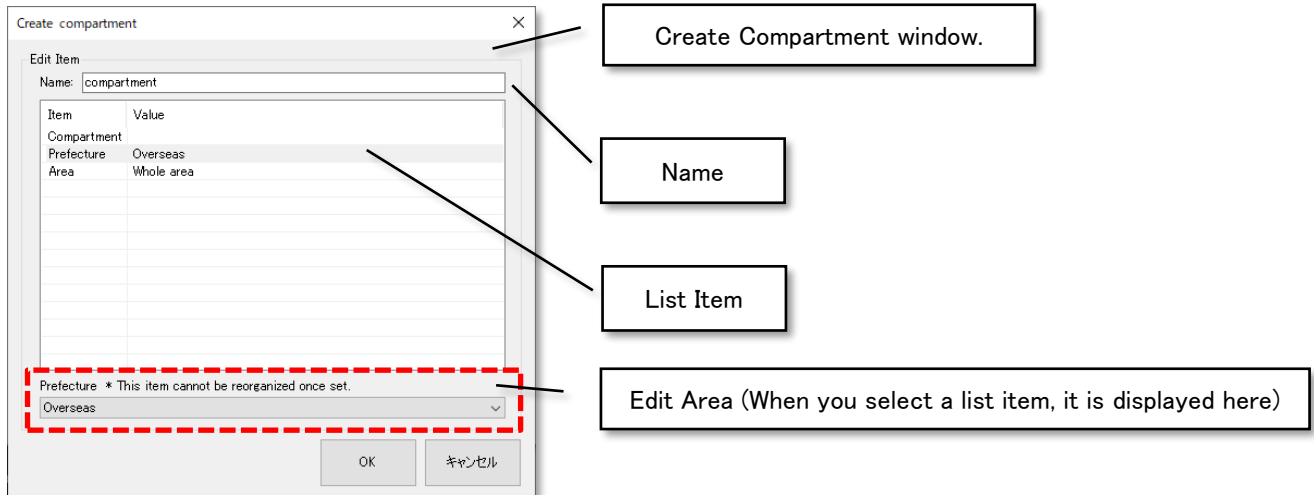 Create compartment
Create Compartment window.
Edit Item
Name: compartment
Name
Item Value
Compartment
Prefecture Overseas
Area Whole area
List Item
Prefecture * This item cannot be reorganized once set.
Overseas
Edit Area (When you select a list item, it is displayed here)
OK キャンセル